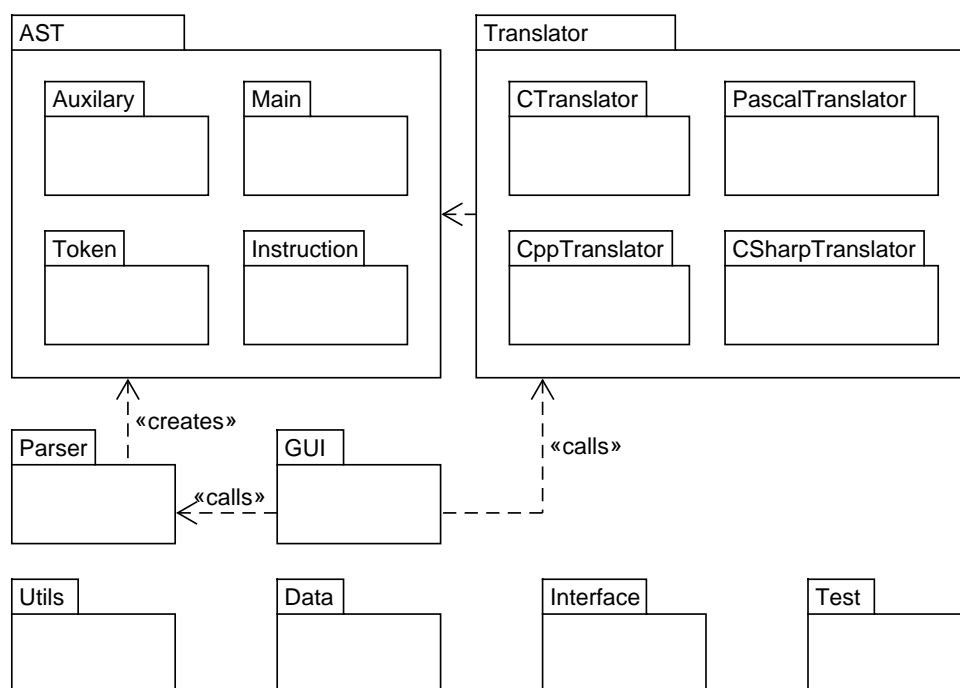 AST
Translator
Auxilary
Main
CTranslator
PascalTranslator
Token
Instruction
CppTranslator
CSharpTranslator
«creates»
Parser
GUI
«calls»
«calls»
Utils
Data
Interface
Test